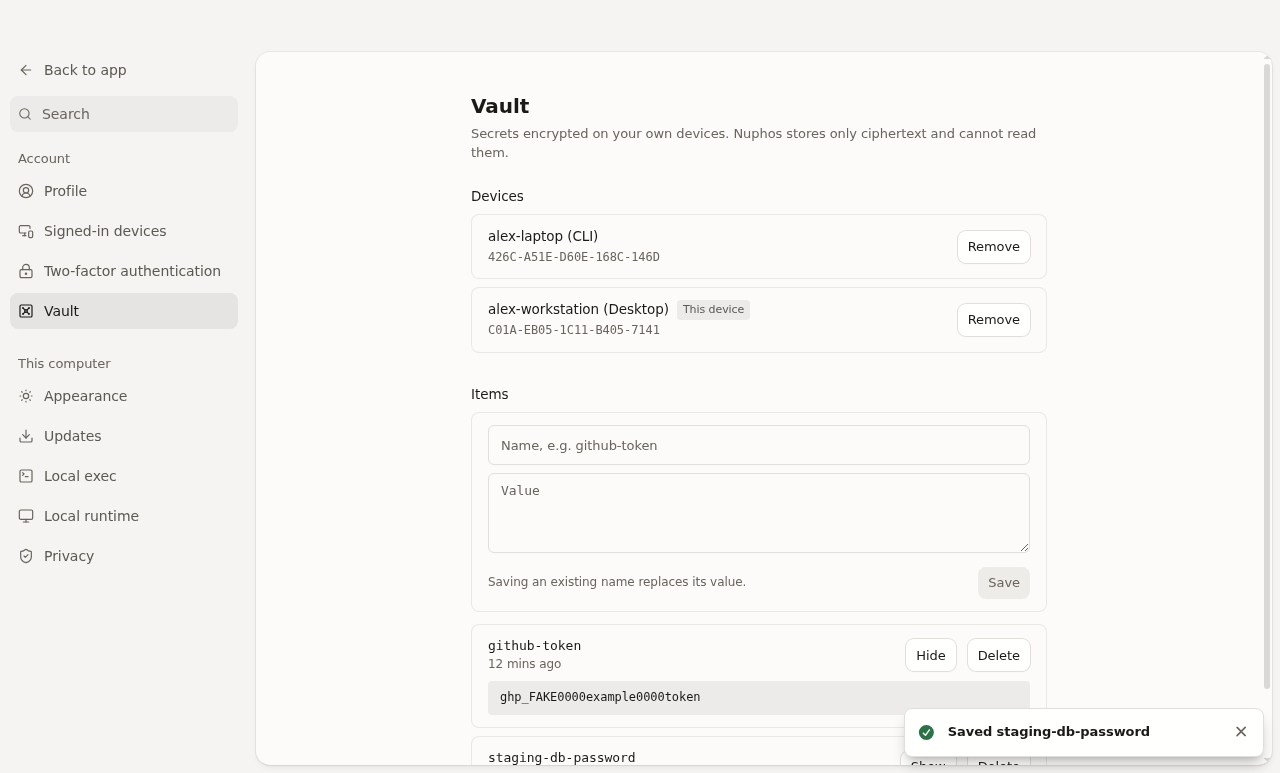 Back to app
Search
Account
Profile
Signed-in devices
Two-factor authentication
Vault
This computer
Appearance
Updates
Local exec
Local runtime
Privacy
Vault
Secrets encrypted on your own devices. Nuphos stores only ciphertext and cannot read
them.
Devices
alex-laptop (CLI)
426C-A51E-D60E-168C-146D
Remove
alex-workstation (Desktop) This device
C01A-EB05-1C11-B405-7141
Remove
Items
Name, e.g. github-token
Value
Saving an existing name replaces its value.
Save
github-token
12 mins ago
Hide
Delete
ghp_FAKE0000example0000token
staging-db-password
Show
Delete
Saved staging-db-password